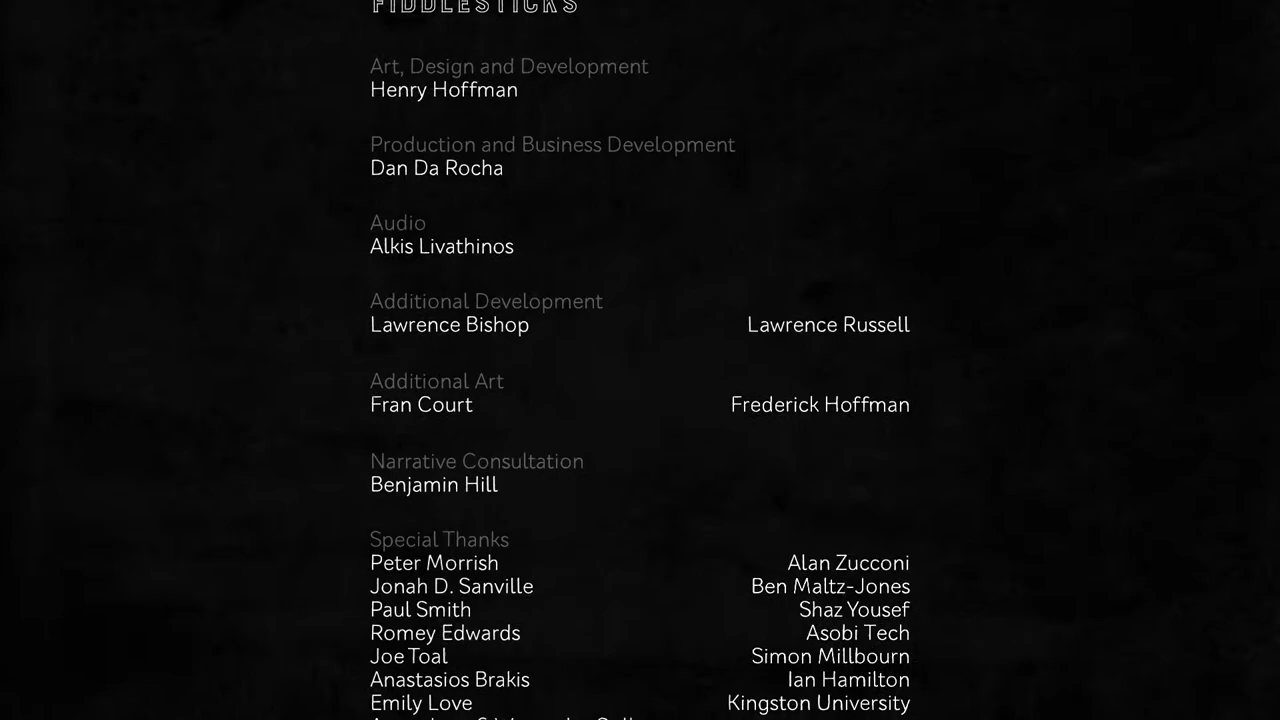 FIDDLESTICKS
Art, Design and Development
Henry Hoffman
Production and Business Development
Dan Da Rocha
Audio
Alkis Livathinos
Additional Development
Lawrence Bishop Lawrence Russell
Additional Art
Fran Court Frederick Hoffman
Narrative Consultation
Benjamin Hill
Special Thanks
Peter Morrish Alan Zucconi
Jonah D. Sanville Ben Maltz-Jones
Paul Smith Shaz Yousef
Romey Edwards Asobi Tech
Joe Toal Simon Millbourn
Anastasios Brakis Ian Hamilton
Emily Love Kingston University